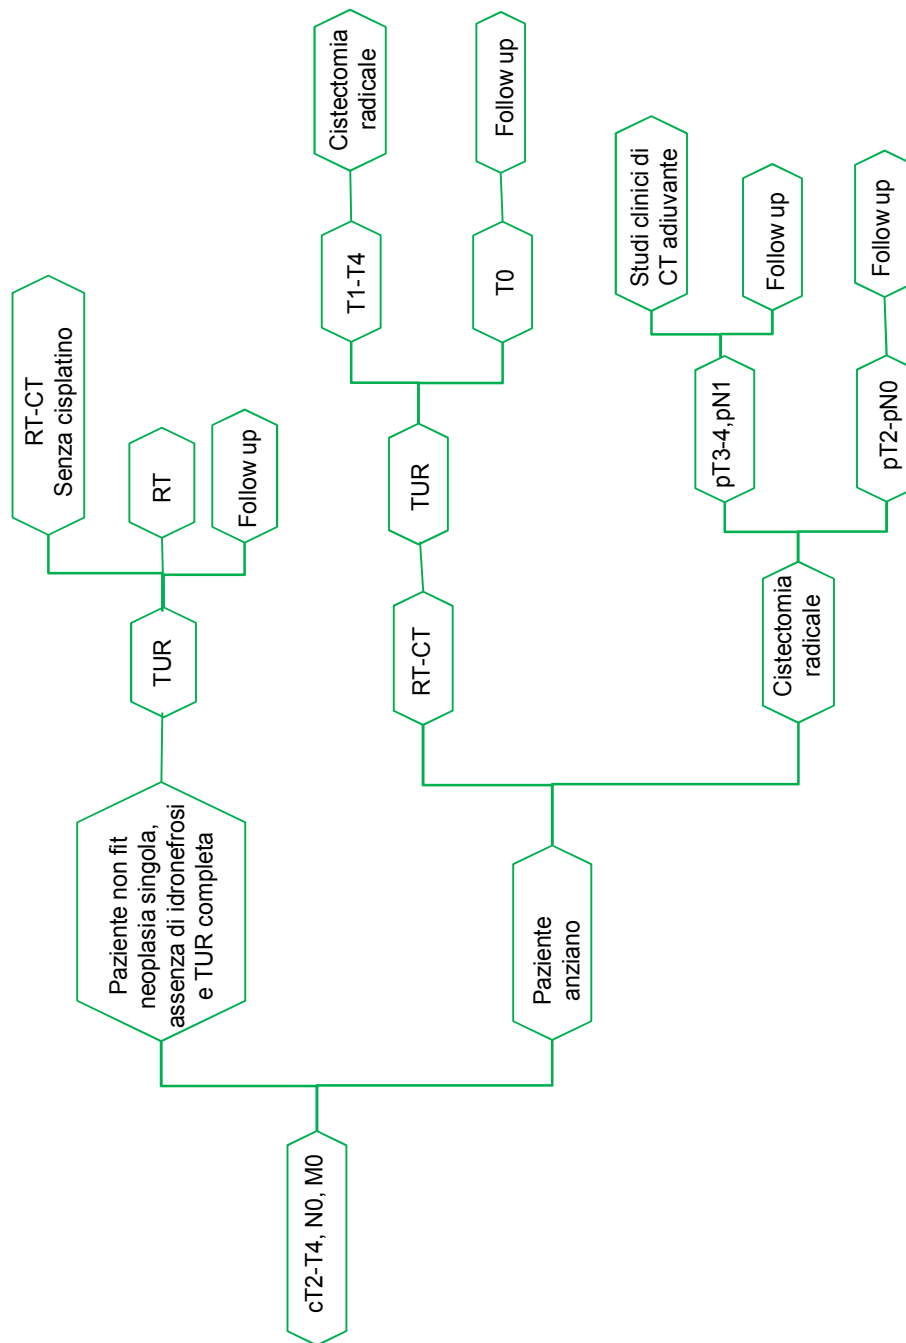 cT2-T4, N0, M0
Paziente non fit
neoplasia singola,
assenza di idronefrosi
e TUR completa
TUR
RT-CT
Senza cisplatino
RT
Follow up
Paziente
anziano
RT-CT
TUR
T1-T4
Cistectomia
radicale
T0
Follow up
Cistectomia
radicale
pT3-4,pN1
Studi clinici di
CT adiuvante
Follow up
pT2-pN0
Follow up